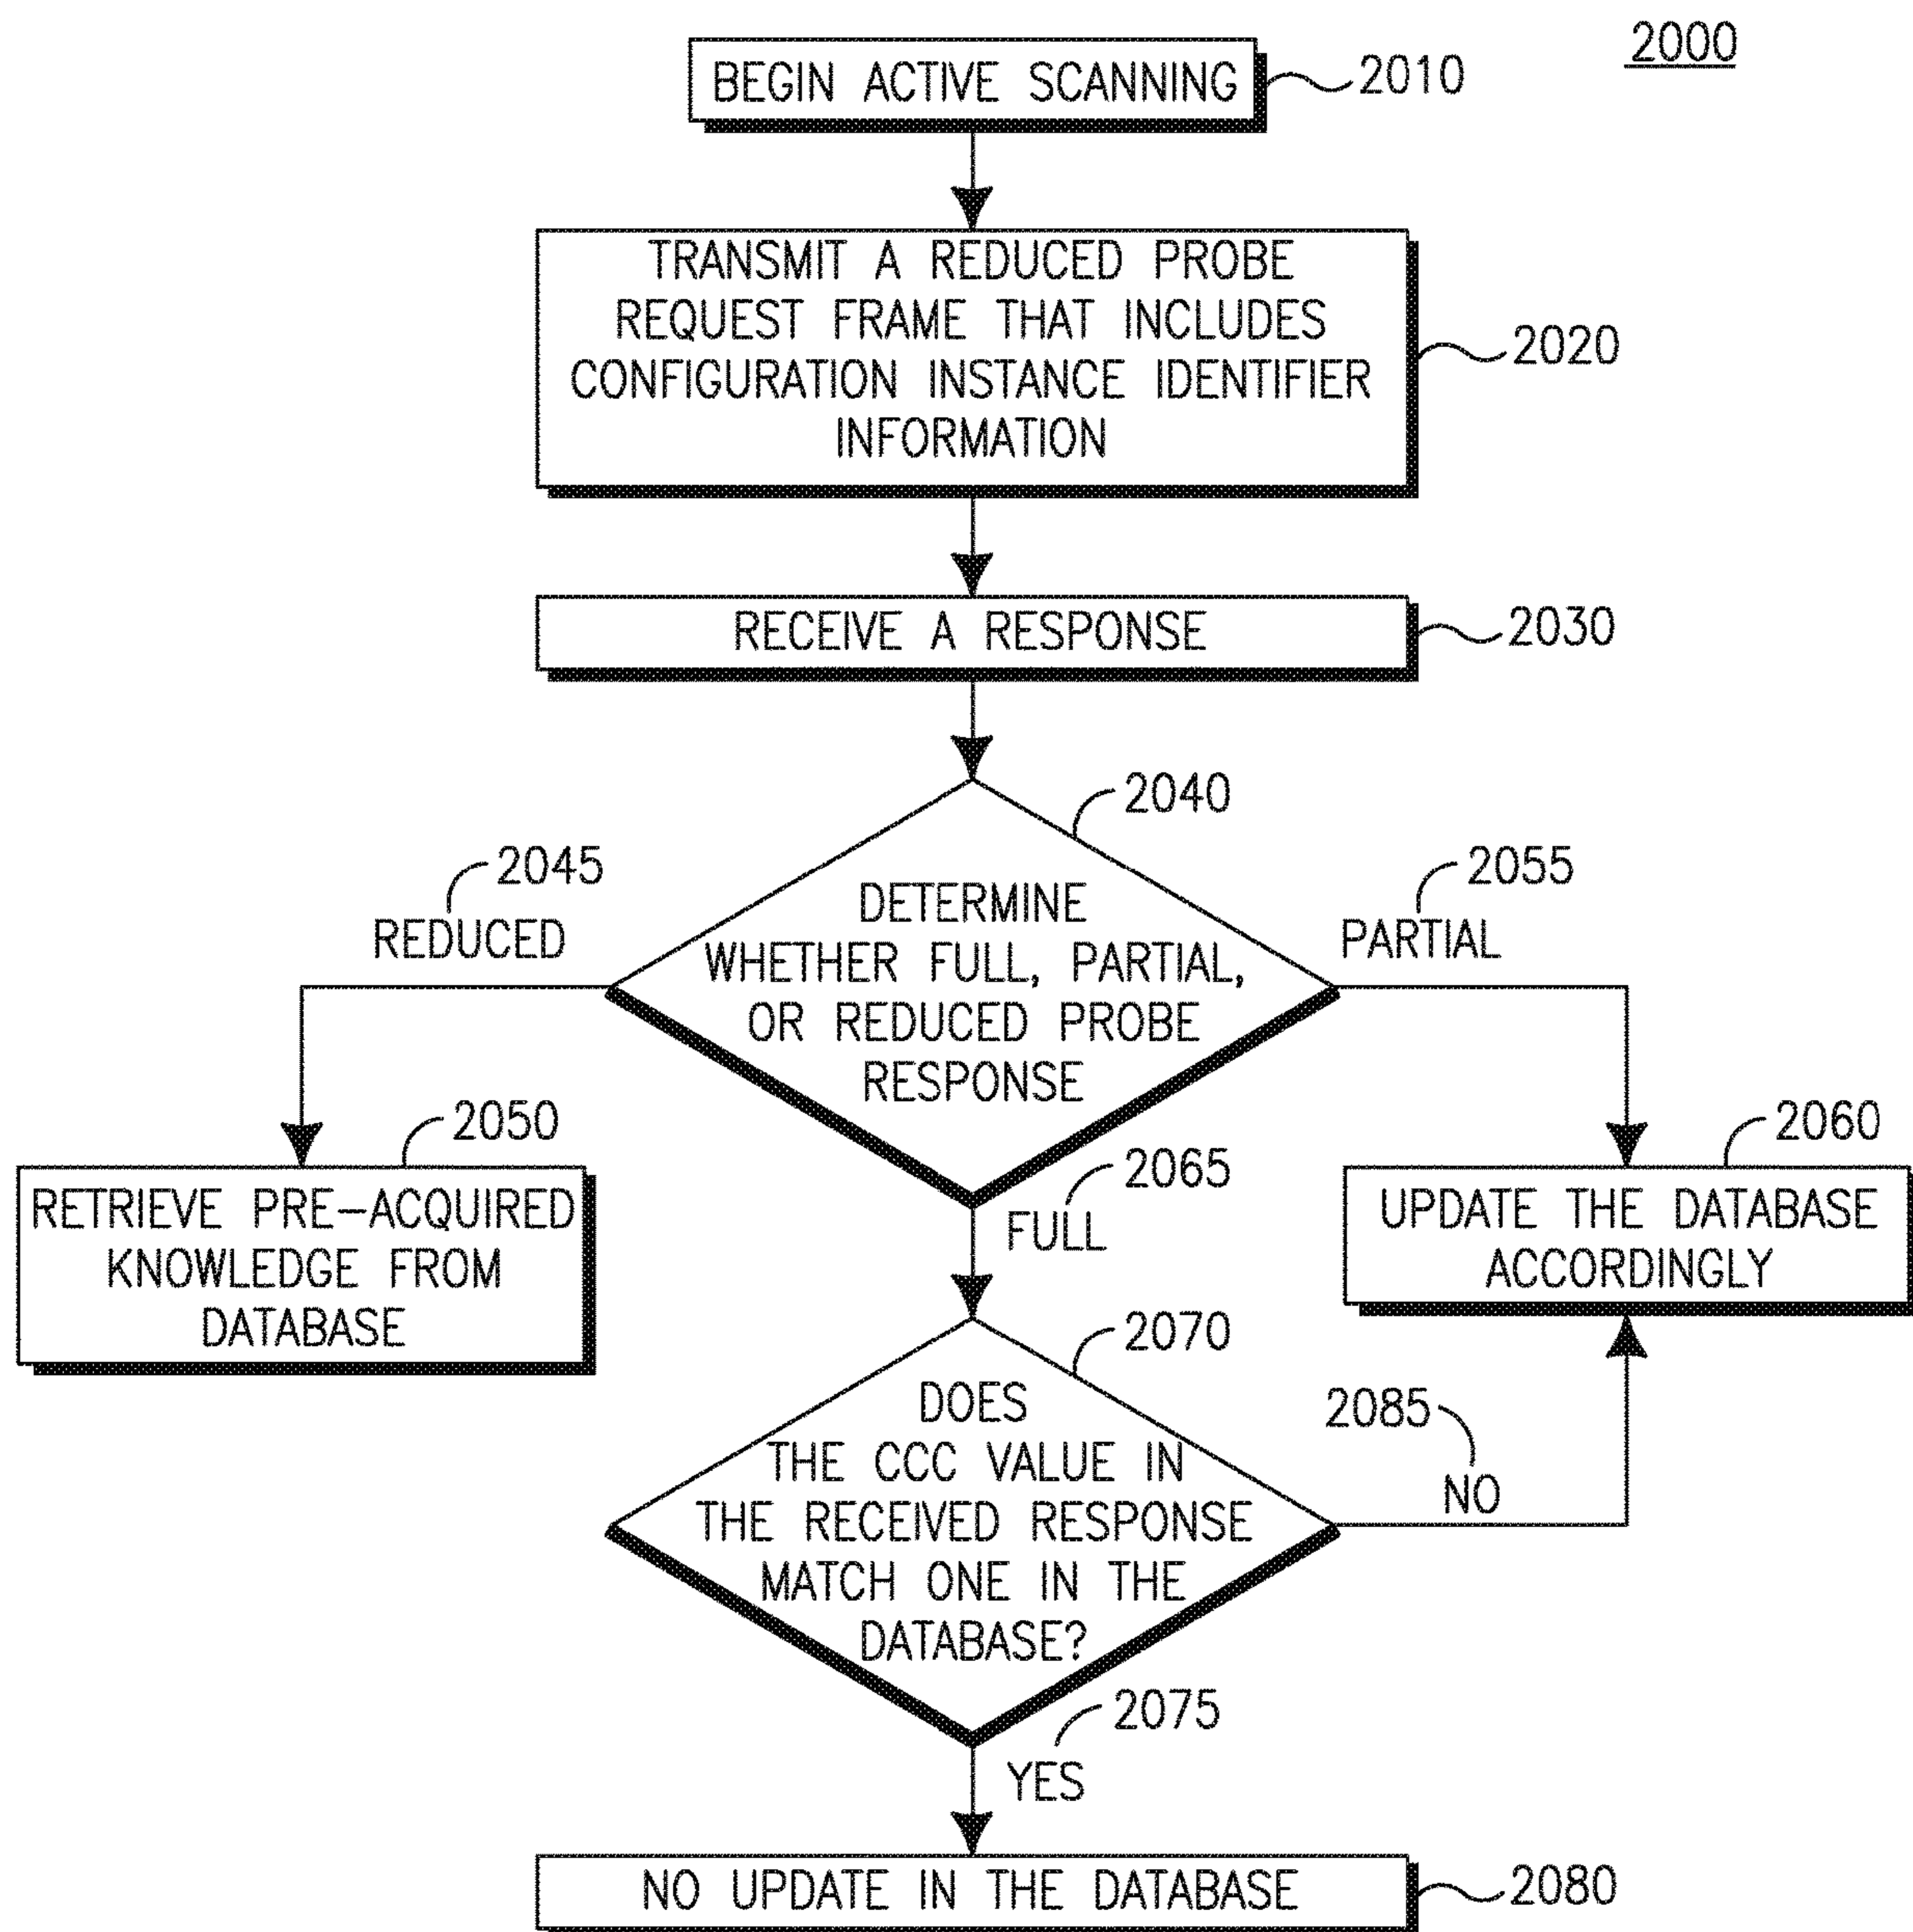 2000
BEGIN ACTIVE SCANNING
2010
TRANSMIT A REDUCED PROBE
REQUEST FRAME THAT INCLUDES
CONFIGURATION INSTANCE IDENTIFIER
INFORMATION
2020
RECEIVE A RESPONSE
2030
2040
DETERMINE
WHETHER FULL, PARTIAL,
OR REDUCED PROBE
RESPONSE
2045
REDUCED
2055
PARTIAL
2050
RETRIEVE PRE-ACQUIRED
KNOWLEDGE FROM
DATABASE
2065
FULL
2060
UPDATE THE DATABASE
ACCORDINGLY
2070
DOES
THE CCC VALUE IN
THE RECEIVED RESPONSE
MATCH ONE IN THE
DATABASE?
2085
NO
2075
YES
NO UPDATE IN THE DATABASE
2080